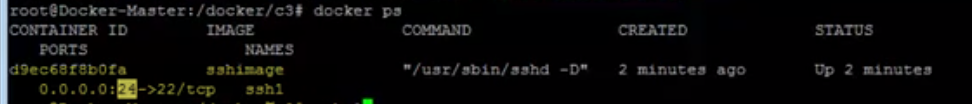 root@Docker-Master:/docker/c3# docker ps
CONTAINER ID IMAGE COMMAND CREATED STATUS
PORTS NAMES
d9ec68f8b0fa sshimage "/usr/sbin/sshd -D" 2 minutes ago Up 2 minutes
0.0.0.0:24->22/tcp ssh1